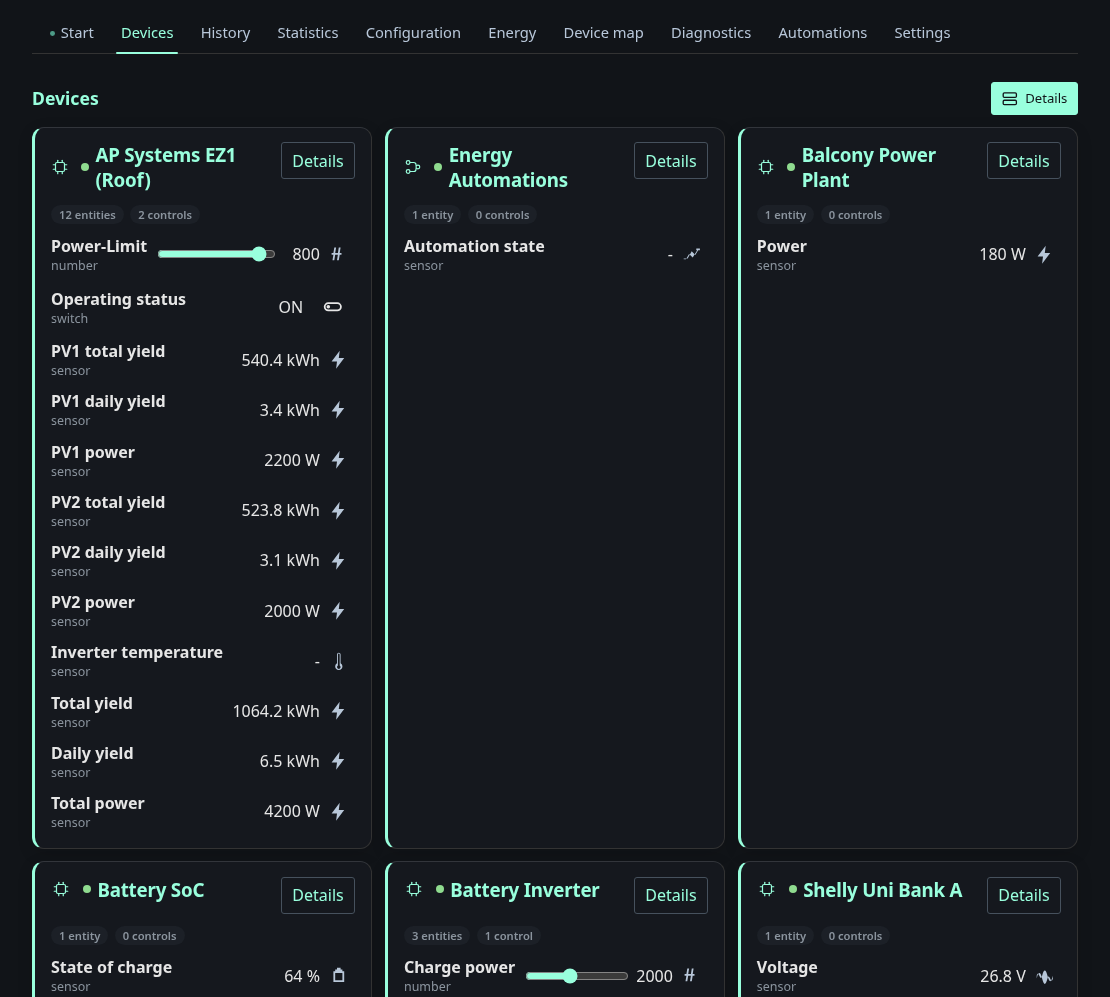 Start Devices History Statistics Configuration Energy Device map Diagnostics Automations Settings
Devices
Details
AP Systems EZ1
(Roof)
Details
12 entities 2 controls
Power-Limit
number
800 #
Operating status
switch
ON
PV1 total yield
sensor
540.4 kWh
PV1 daily yield
sensor
3.4 kWh
PV1 power
sensor
2200 W
PV2 total yield
sensor
523.8 kWh
PV2 daily yield
sensor
3.1 kWh
PV2 power
sensor
2000 W
Inverter temperature
sensor
-
Total yield
sensor
1064.2 kWh
Daily yield
sensor
6.5 kWh
Total power
sensor
4200 W
Energy
Automations
Details
1 entity 0 controls
Automation state
sensor
-
Balcony Power
Plant
Details
1 entity 0 controls
Power
sensor
180 W
Battery SoC
Details
1 entity 0 controls
State of charge
sensor
64 %
Battery Inverter
Details
3 entities 1 control
Charge power
number
2000 #
Shelly Uni Bank A
Details
1 entity 0 controls
Voltage
sensor
26.8 V